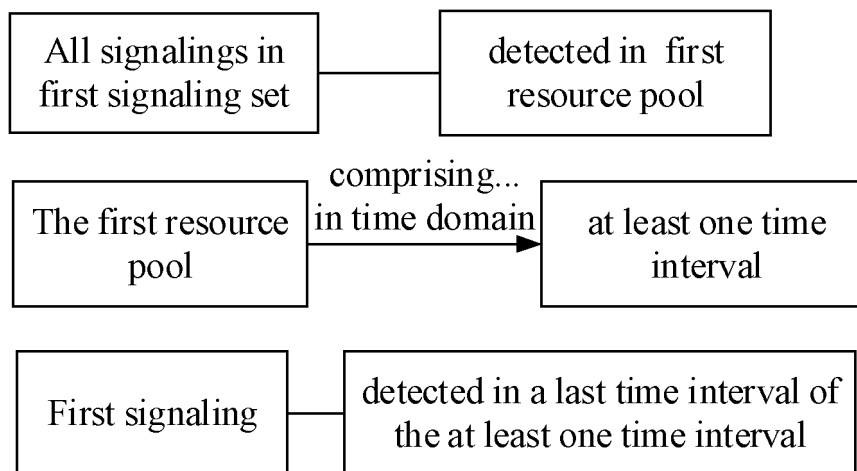 All signalings in
first signaling set
detected in first
resource pool
The first resource
pool
comprising...
in time domain
at least one time
interval
First signaling
detected in a last time interval of
the at least one time interval